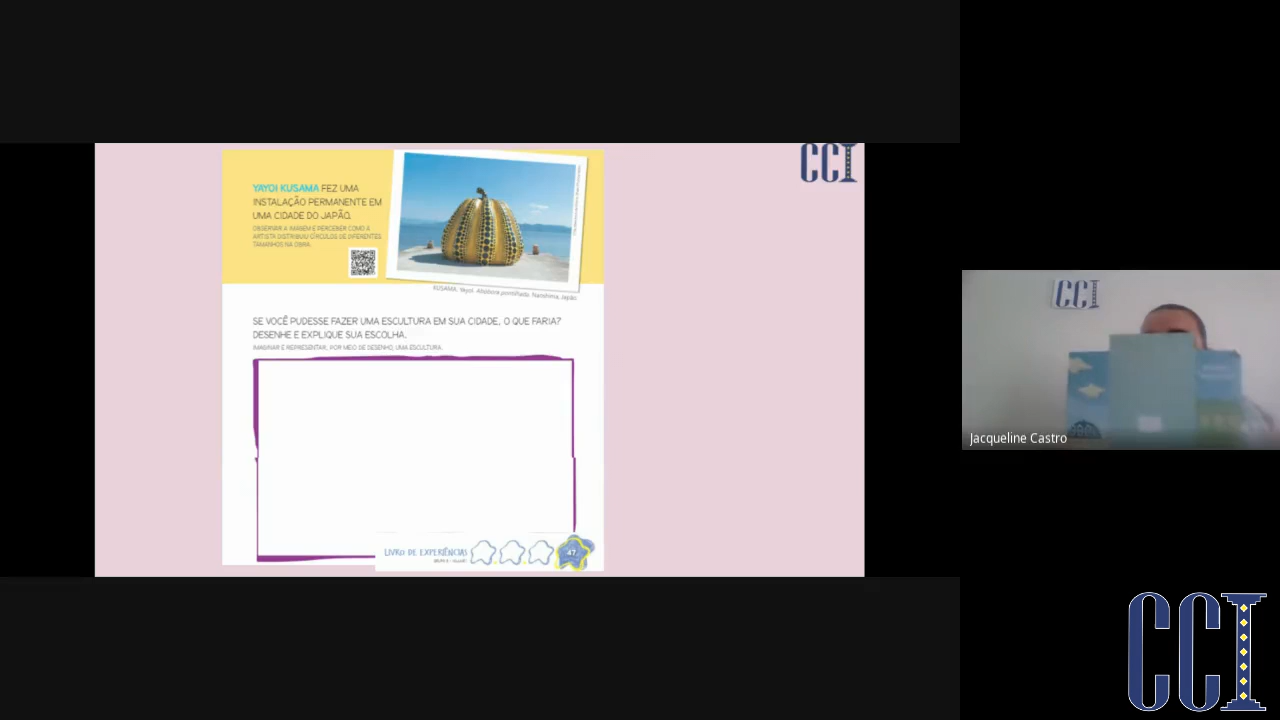 CCI
YAYOI KUSAMA FEZ UMA
INSTALAÇÃO PERMANENTE EM
UMA CIDADE DO JAPÃO.
OBSERVAR A IMAGEM E PERCEBER COMO A
ARTISTA DISTRIBUIU CÍRCULOS DE DIFERENTES
TAMANHOS NA OBRA.
KUSAMA, Yayoi. Naoshima, Japão.
SE VOCÊ PUDESSE FAZER UMA ESCULTURA EM SUA CIDADE, O QUE FARIA?
DESENHE E EXPLIQUE SUA ESCOLHA.
IMAGINAR E REPRESENTAR, POR MEIO DE DESENHO, UMA ESCULTURA.
LIVRO DE EXPERIÊNCIAS
47
CCI
Jacqueline Castro
CCI